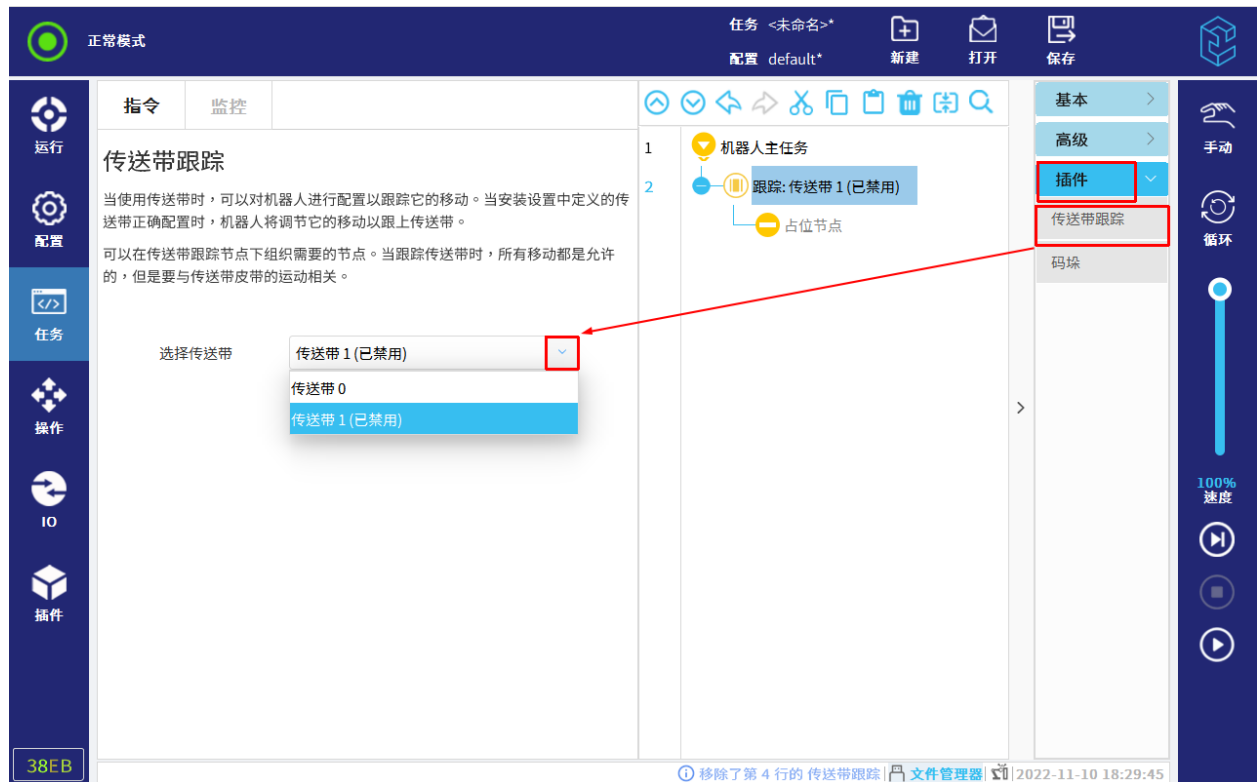 正常模式
任务 <未命名>*
配置 default*
新建
打开
保存
运行
配置
任务
操作
IO
插件
38EB
指令
监控
传送带跟踪
当使用传送带时，可以对机器人进行配置以跟踪它的移动。当安装设置中定义的传
送带正确配置时，机器人将调节它的移动以跟上传送带。
可以在传送带跟踪节点下组织需要的节点。当跟踪传送带时，所有移动都是允许
的，但是要与传送带皮带的运动相关。
选择传送带
传送带 1 (已禁用)
传送带 0
传送带 1 (已禁用)
1 机器人主任务
2 跟踪: 传送带 1 (已禁用)
占位节点
基本
高级
插件
传送带跟踪
码垛
手动
循环
100%
速度
移除了第 4 行的 传送带跟踪
文件管理器
2022-11-10 18:29:45